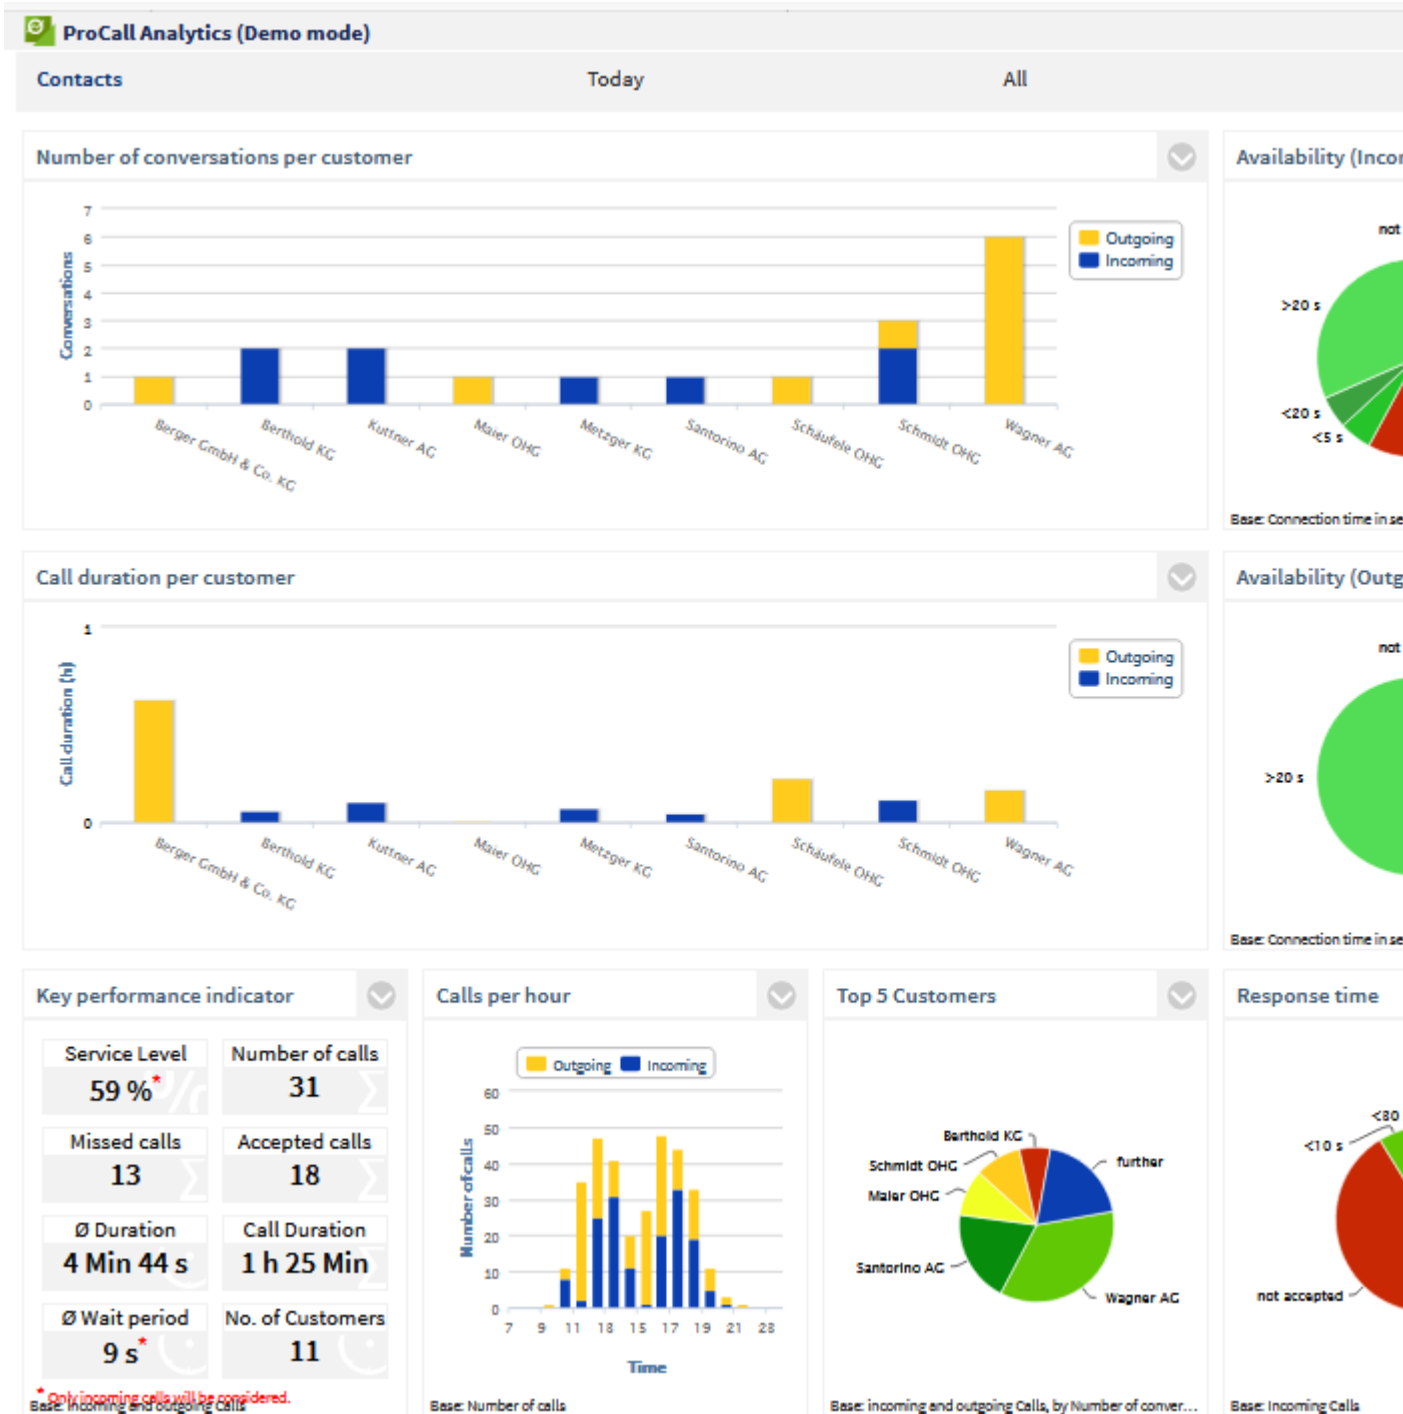 ProCall Analytics (Demo mode)
Contacts Today All
Number of conversations per customer
7
6
5
4
3
2
1
0
Conversations
Outgoing
Incoming
Berger GmbH & Co. KG
Berthold KG
Kuttner AG
Maier OHG
Metzger KG
Santorino AG
Schäufele OHG
Schmidt OHG
Wagner AG
Availability (Incor
not
>20 s
<20 s
<5 s
Base: Connection time in se
Call duration per customer
1
0
Call duration (h)
Outgoing
Incoming
Berger GmbH & Co. KG
Berthold KG
Kuttner AG
Maier OHG
Metzger KG
Santorino AG
Schäufele OHG
Schmidt OHG
Wagner AG
Availability (Outg
not
>20 s
Base: Connection time in se
Key performance indicator
Service Level
59 %*
Number of calls
31
Missed calls
13
Accepted calls
18
Ø Duration
4 Min 44 s
Call Duration
1 h 25 Min
Ø Wait period
9 s*
No. of Customers
11
* Only incoming calls will be considered.
Base: Incoming and outgoing Calls
Calls per hour
Outgoing Incoming
60
50
40
30
20
10
0
Number of calls
7 9 11 13 15 17 19 21 23
Time
Base: Number of calls
Top 5 Customers
Berthold KG
further
Schmidt OHG
Maier OHG
Santorino AG
Wagner AG
Base: incoming and outgoing Calls, by Number of conver...
Response time
<30
<10 s
not accepted
Base: Incoming Calls